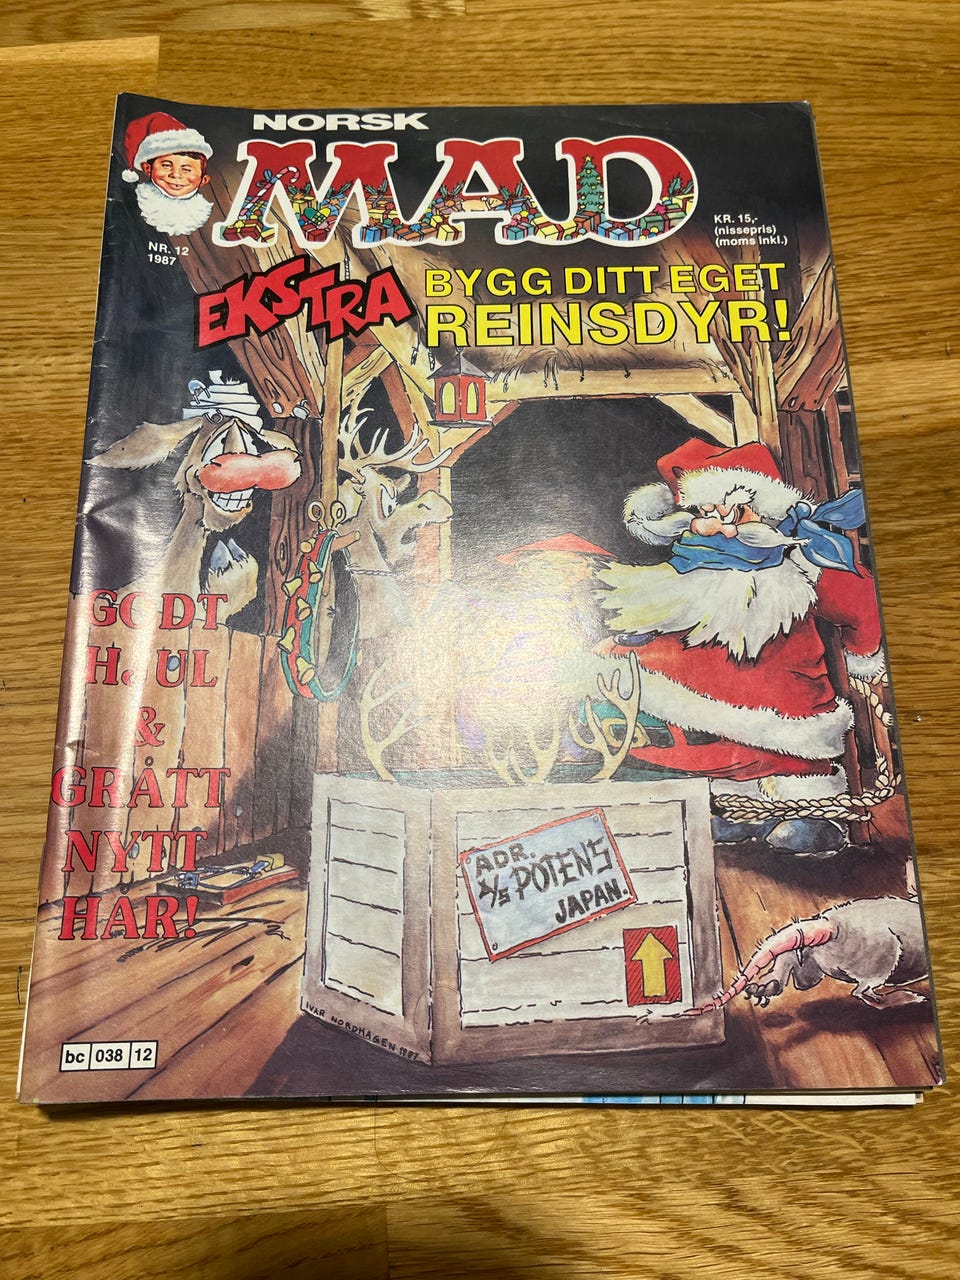 NORSK
MAD
NR. 12
1987
KR. 15,-
(nissepris)
(moms inkl.)
EKSTRA
BYGG DITT EGET
REINSDYR!
GODT
HJUL
&
GRÅTT
NYTT
HÅR!
ADR.
S/S POTENS
JAPAN.
IVAR NORDHAGEN 1987
bc 038 12